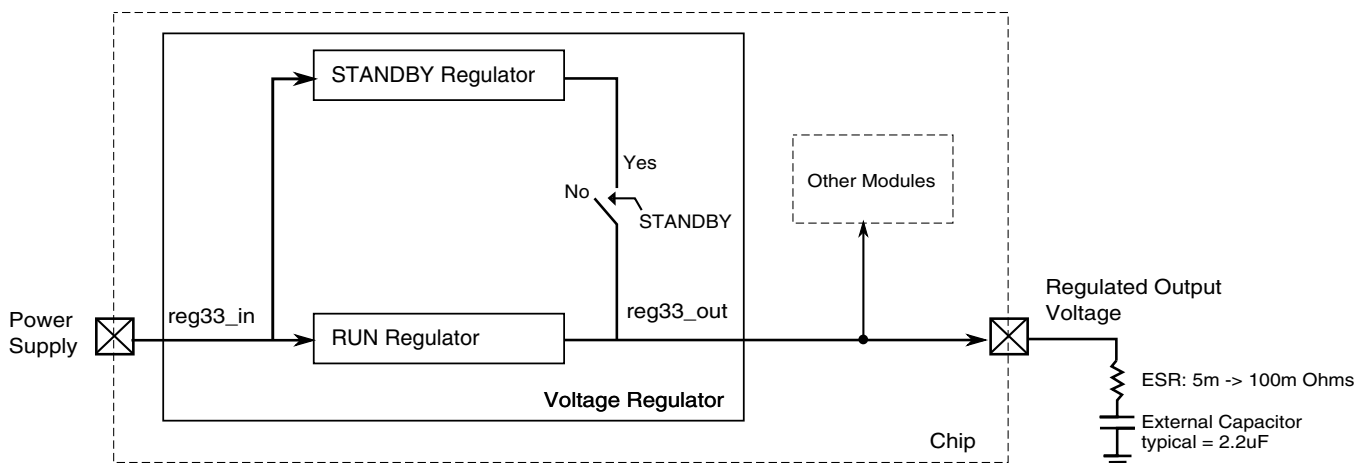 STANDBY Regulator
Yes
No
STANDBY
Other Modules
Power
Supply
reg33_in
RUN Regulator
reg33_out
Regulated Output
Voltage
ESR: 5m -> 100m Ohms
Voltage Regulator
External Capacitor
typical = 2.2uF
Chip